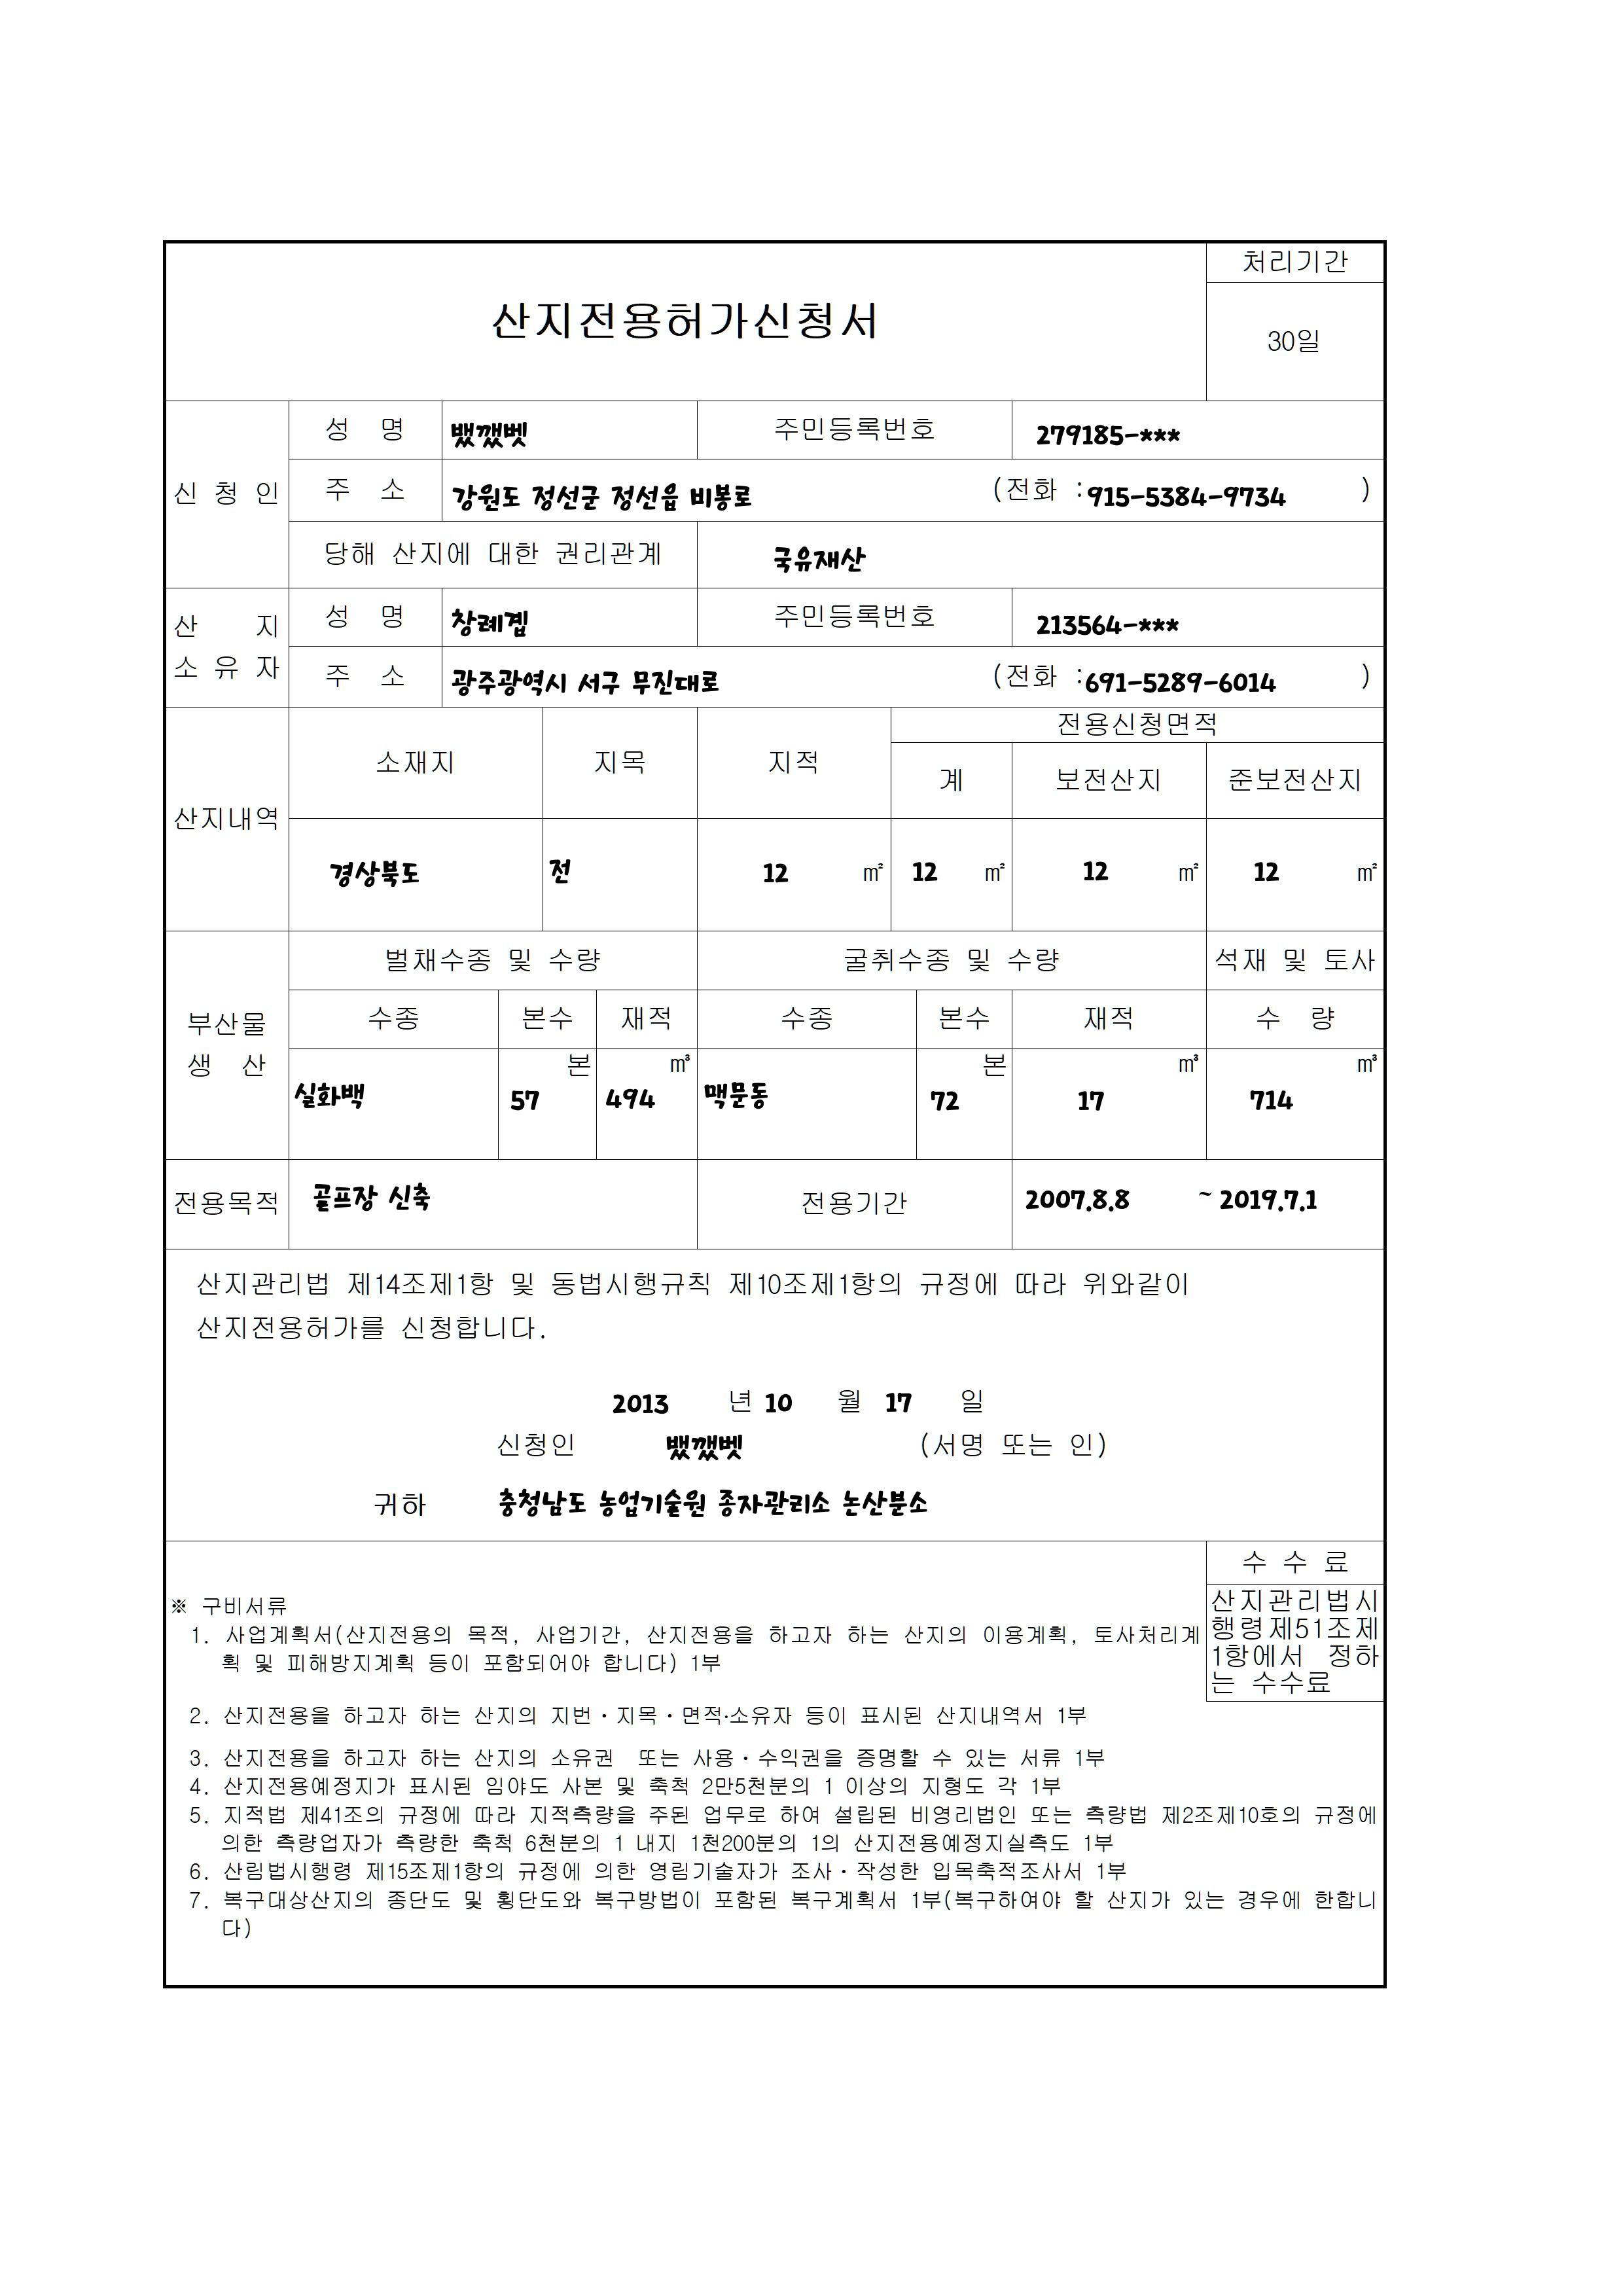 처리기간
산지전용허가신청서
30일
신 청 인
성 명 뱄깼벳 주민등록번호 279185-***
주 소 강원도 정선군 정선읍 비봉로 (전화 :915-5384-9734 )
당해 산지에 대한 권리관계 국유재산
산 지
소 유 자
성 명 창례곕 주민등록번호 213564-***
주 소 광주광역시 서구 무진대로 (전화 :691-5289-6014 )
산지내역
소재지 지목 지적 전용신청면적
계 보전산지 준보전산지
경상북도 전 12 ㎡ 12 ㎡ 12 ㎡ 12 ㎡
부산물
생 산
벌채수종 및 수량 굴취수종 및 수량 석재 및 토사
수종 본수 재적 수종 본수 재적 수 량
본 ㎥ 본 ㎥ ㎥
실화백 57 494 맥문동 72 17 714
전용목적 골프장 신축 전용기간 2007.8.8 ~ 2019.7.1
산지관리법 제14조제1항 및 동법시행규칙 제10조제1항의 규정에 따라 위와같이
산지전용허가를 신청합니다.
2013 년 10 월 17 일
신청인 뱄깼벳 (서명 또는 인)
귀하 충청남도 농업기술원 종자관리소 논산분소
수 수 료
산지관리법시
행령제51조제
1항에서 정하
는 수수료
※ 구비서류
1. 사업계획서(산지전용의 목적, 사업기간, 산지전용을 하고자 하는 산지의 이용계획, 토사처리계
획 및 피해방지계획 등이 포함되어야 합니다) 1부
2. 산지전용을 하고자 하는 산지의 지번·지목·면적·소유자 등이 표시된 산지내역서 1부
3. 산지전용을 하고자 하는 산지의 소유권 또는 사용·수익권을 증명할 수 있는 서류 1부
4. 산지전용예정지가 표시된 임야도 사본 및 축척 2만5천분의 1 이상의 지형도 각 1부
5. 지적법 제41조의 규정에 따라 지적측량을 주된 업무로 하여 설립된 비영리법인 또는 측량법 제2조제10호의 규정에
의한 측량업자가 측량한 축척 6천분의 1 내지 1천200분의 1의 산지전용예정지실측도 1부
6. 산림법시행령 제15조제1항의 규정에 의한 영림기술자가 조사·작성한 입목축적조사서 1부
7. 복구대상산지의 종단도 및 횡단도와 복구방법이 포함된 복구계획서 1부(복구하여야 할 산지가 있는 경우에 한합니
다)